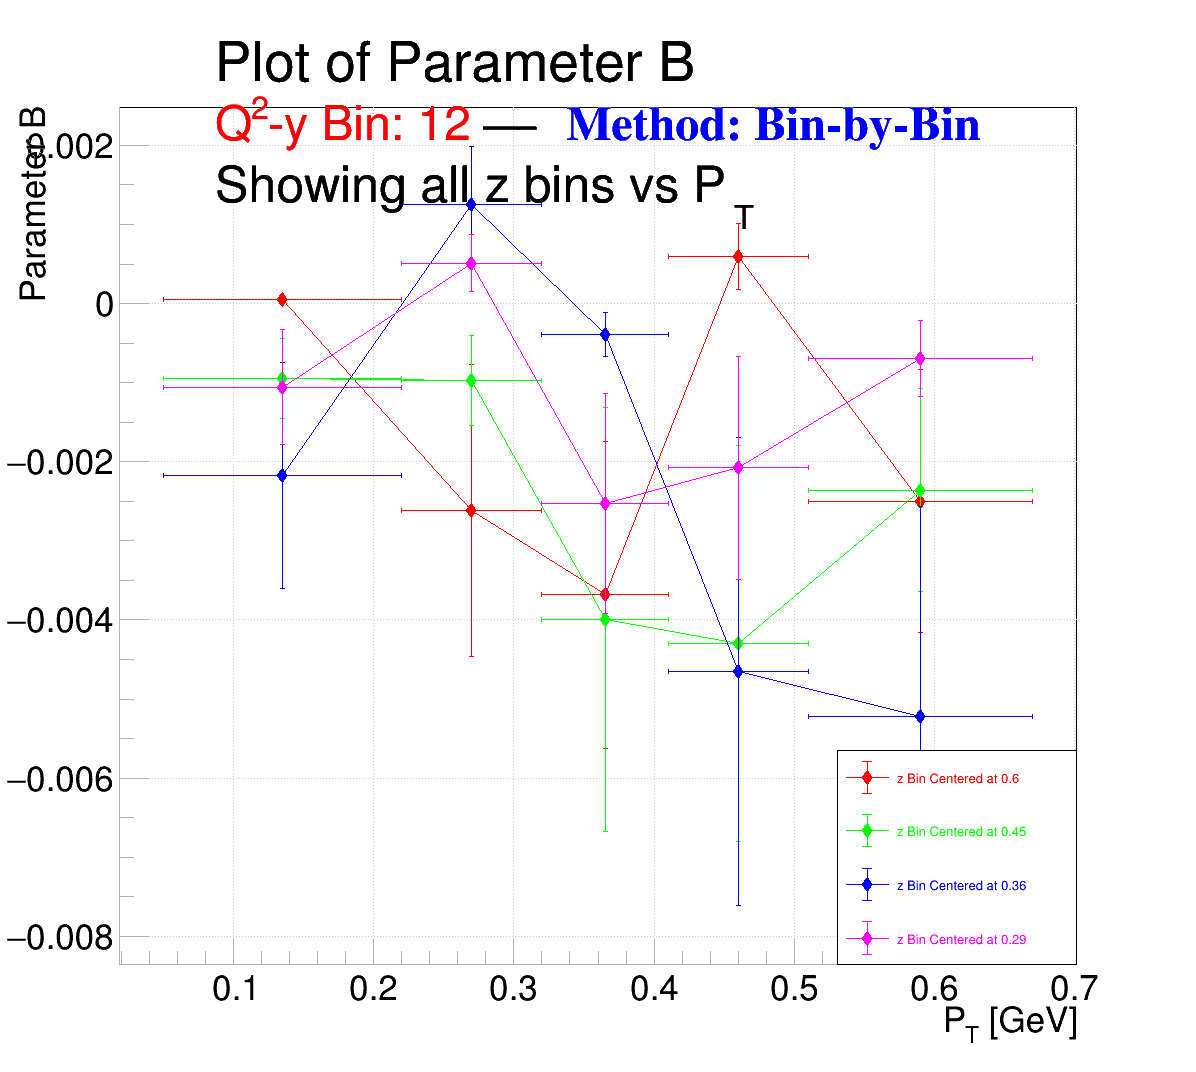 Plot of Parameter B
Q²-y Bin: 12 — Method: Bin-by-Bin
Showing all z bins vs P_T
Parameter B
0.002
0
−0.002
−0.004
−0.006
−0.008
z Bin Centered at 0.6
z Bin Centered at 0.45
z Bin Centered at 0.36
z Bin Centered at 0.29
0.1 0.2 0.3 0.4 0.5 0.6 0.7
P_T [GeV]